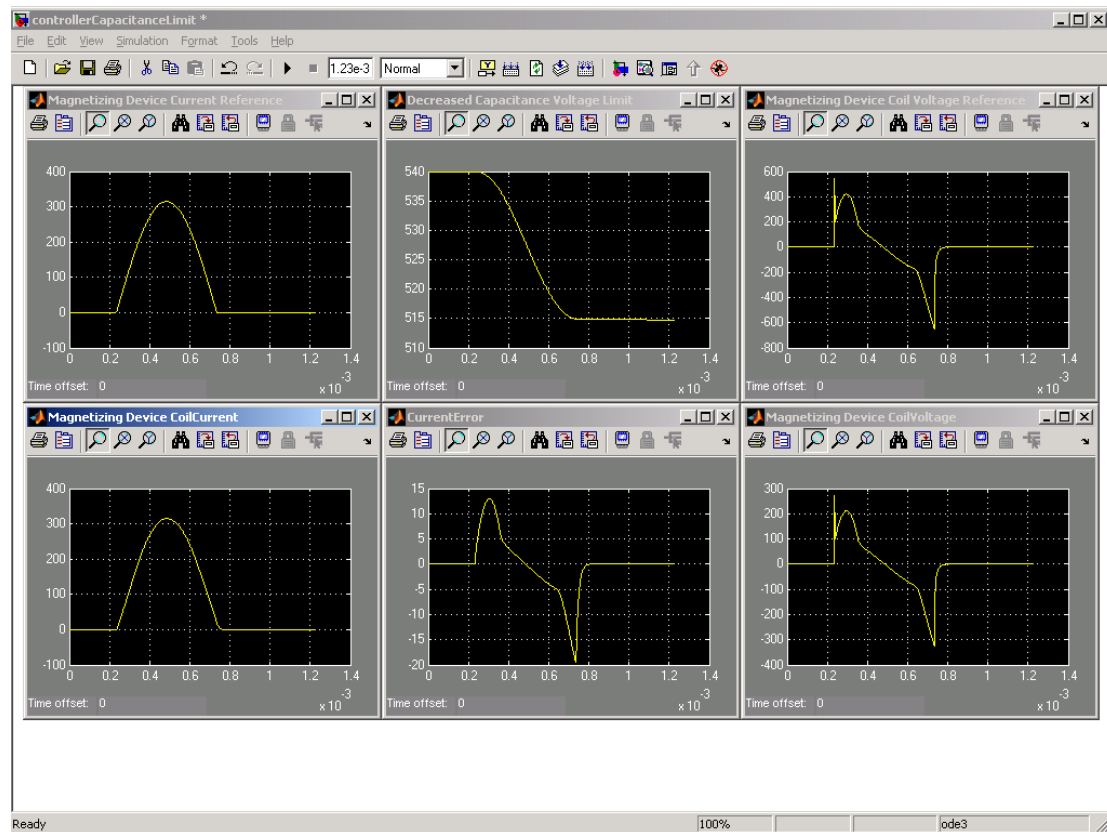 controllerCapacitanceLimit *
File Edit View Simulation Format Tools Help
1.23e-3 Normal
Magnetizing Device Current Reference
400
300
200
100
0
-100
0 0.2 0.4 0.6 0.8 1 1.2 1.4
Time offset: 0
x 10-3
Decreased Capacitance Voltage Limit
540
535
530
525
520
515
510
0 0.2 0.4 0.6 0.8 1 1.2 1.4
Time offset: 0
x 10-3
Magnetizing Device Coil Voltage Reference
600
400
200
0
-200
-400
-600
-800
0 0.2 0.4 0.6 0.8 1 1.2 1.4
Time offset: 0
x 10-3
Magnetizing Device CoilCurrent
400
300
200
100
0
-100
0 0.2 0.4 0.6 0.8 1 1.2 1.4
Time offset: 0
x 10-3
CurrentError
15
10
5
0
-5
-10
-15
-20
0 0.2 0.4 0.6 0.8 1 1.2 1.4
Time offset: 0
x 10-3
Magnetizing Device CoilVoltage
300
200
100
0
-100
-200
-300
-400
0 0.2 0.4 0.6 0.8 1 1.2 1.4
Time offset: 0
x 10-3
Ready 100% ode3